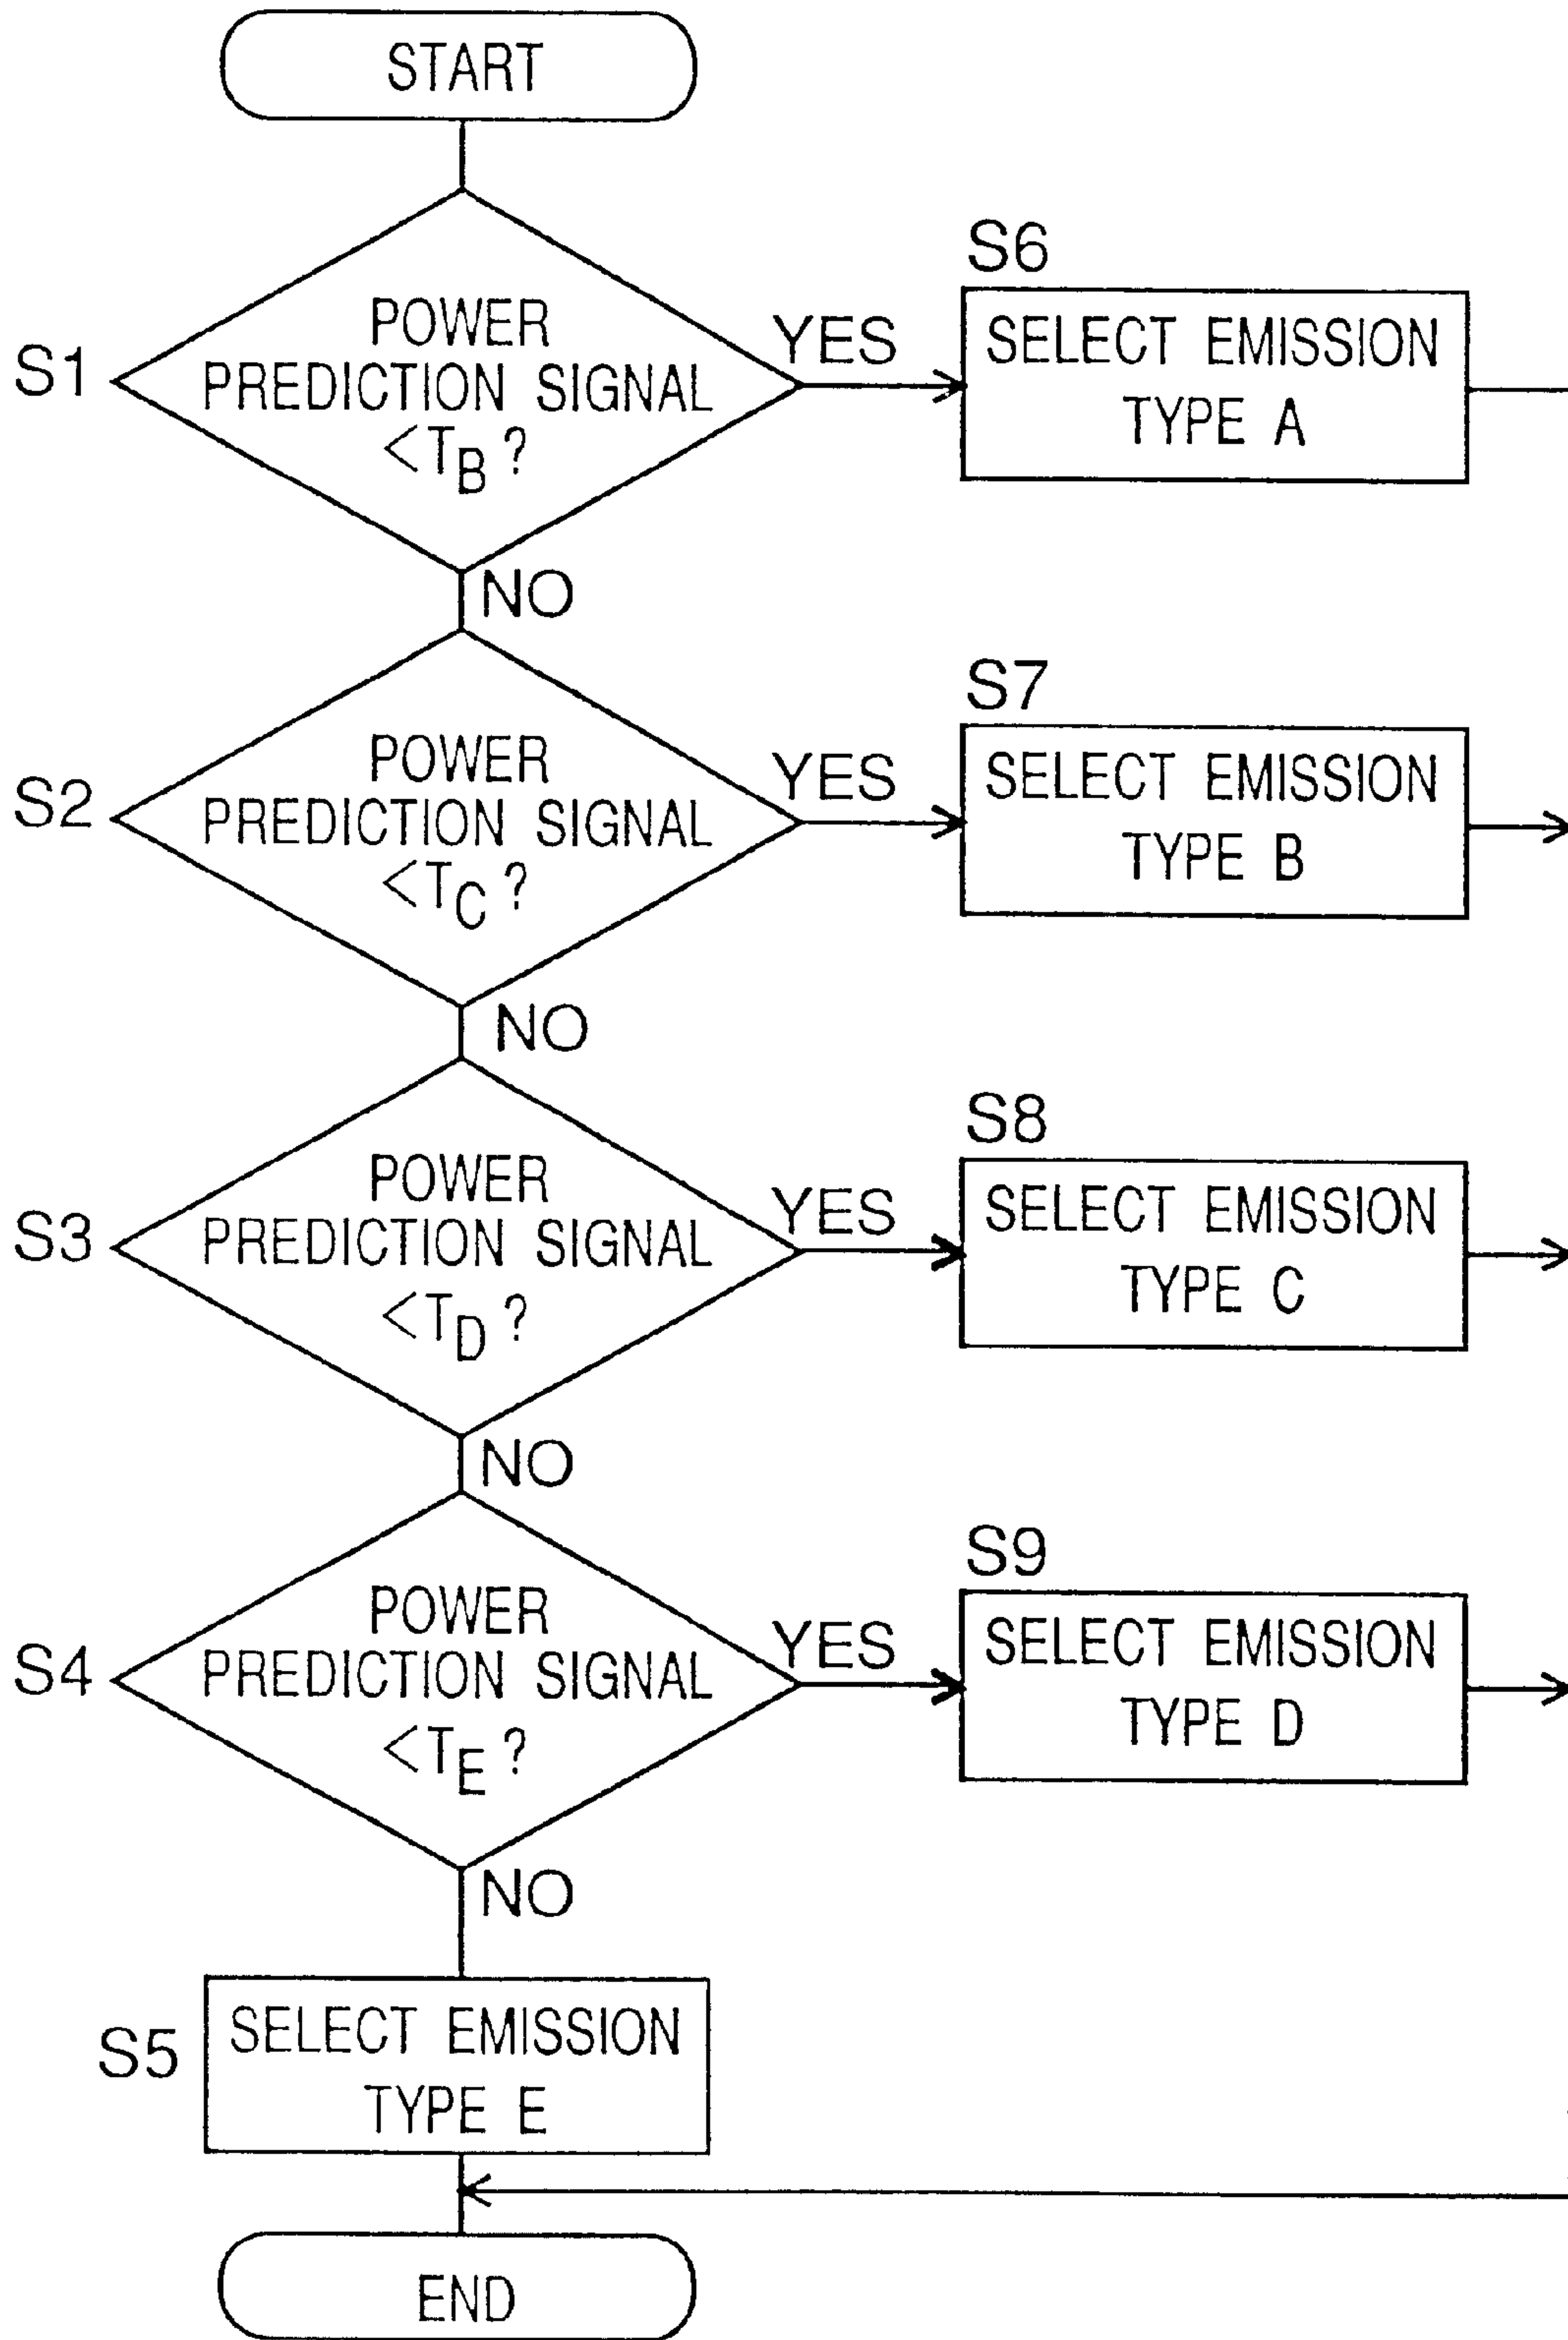 START
S1
POWER
PREDICTION SIGNAL
<TB ?
YES
S6
SELECT EMISSION
TYPE A
NO
S2
POWER
PREDICTION SIGNAL
<TC ?
YES
S7
SELECT EMISSION
TYPE B
NO
S3
POWER
PREDICTION SIGNAL
<TD ?
YES
S8
SELECT EMISSION
TYPE C
NO
S4
POWER
PREDICTION SIGNAL
<TE ?
YES
S9
SELECT EMISSION
TYPE D
NO
S5
SELECT EMISSION
TYPE E
END